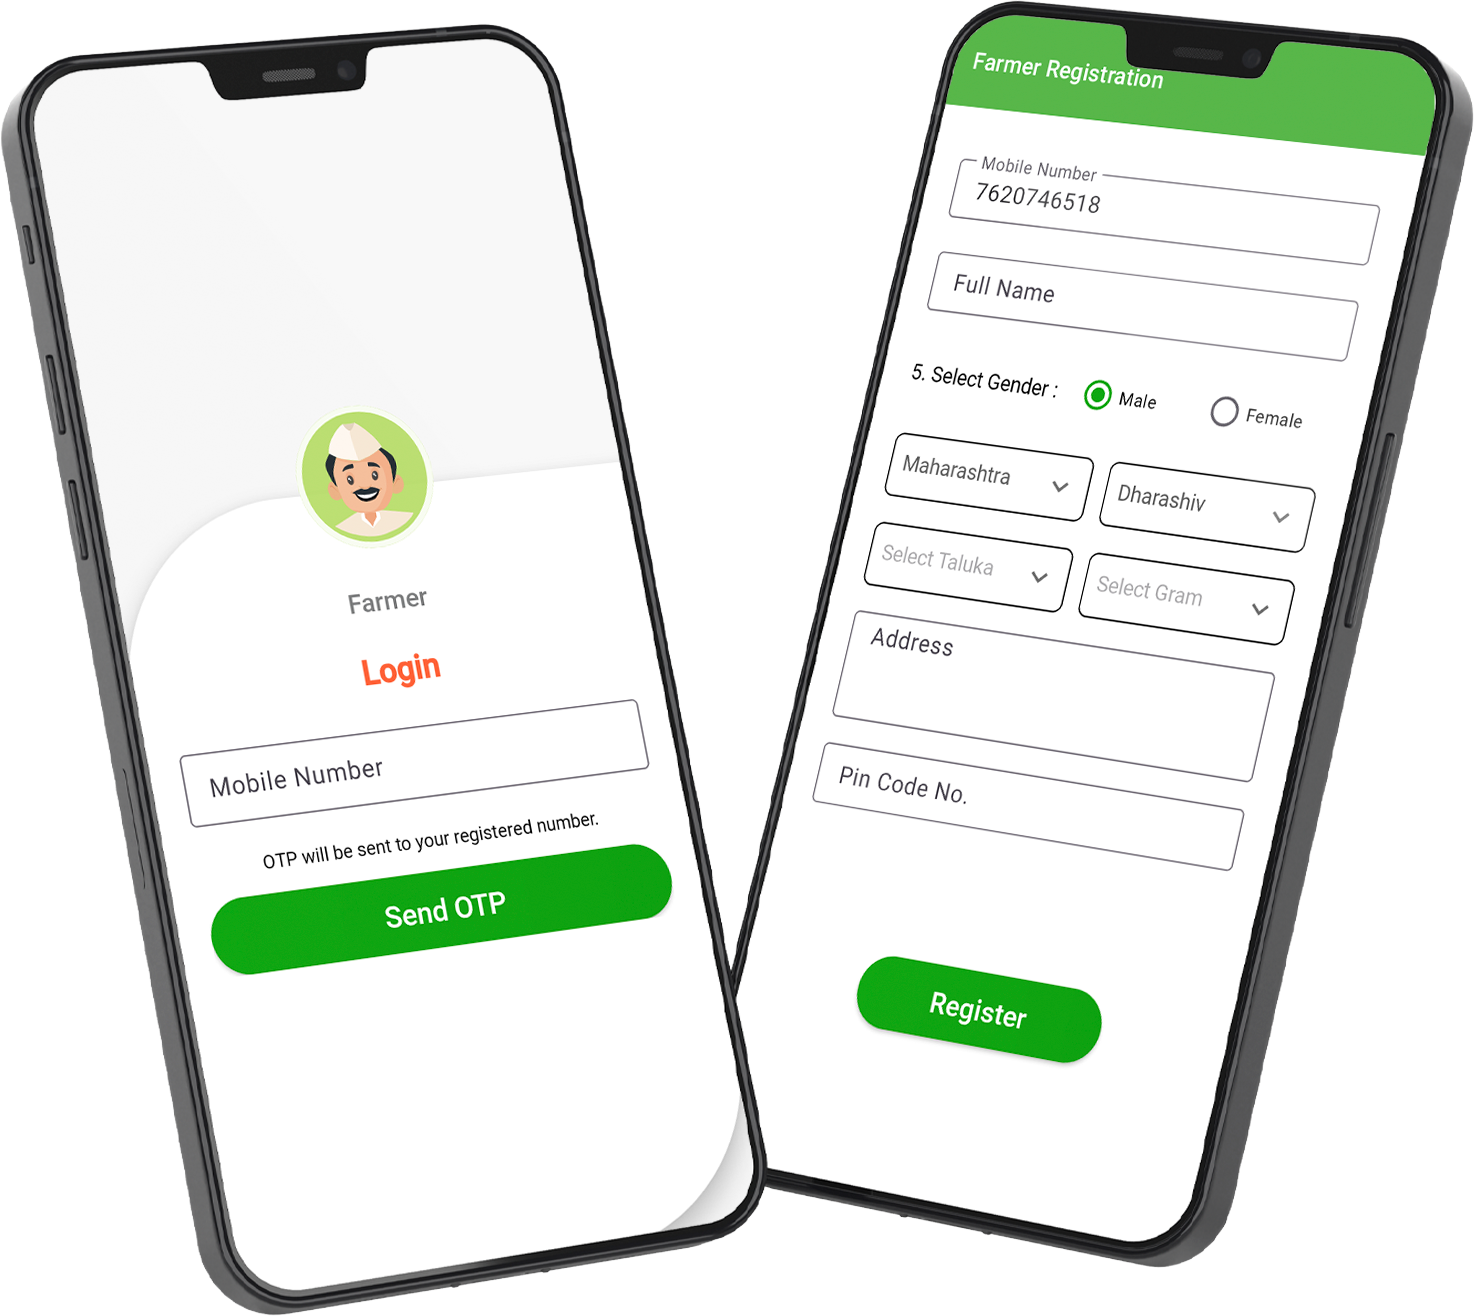 Farmer
Login
Mobile Number
OTP will be sent to your registered number.
Send OTP
Farmer Registration
Mobile Number
7620746518
Full Name
5. Select Gender :
Male
Female
Maharashtra
Dharashiv
Select Taluka
Select Gram
Address
Pin Code No.
Register